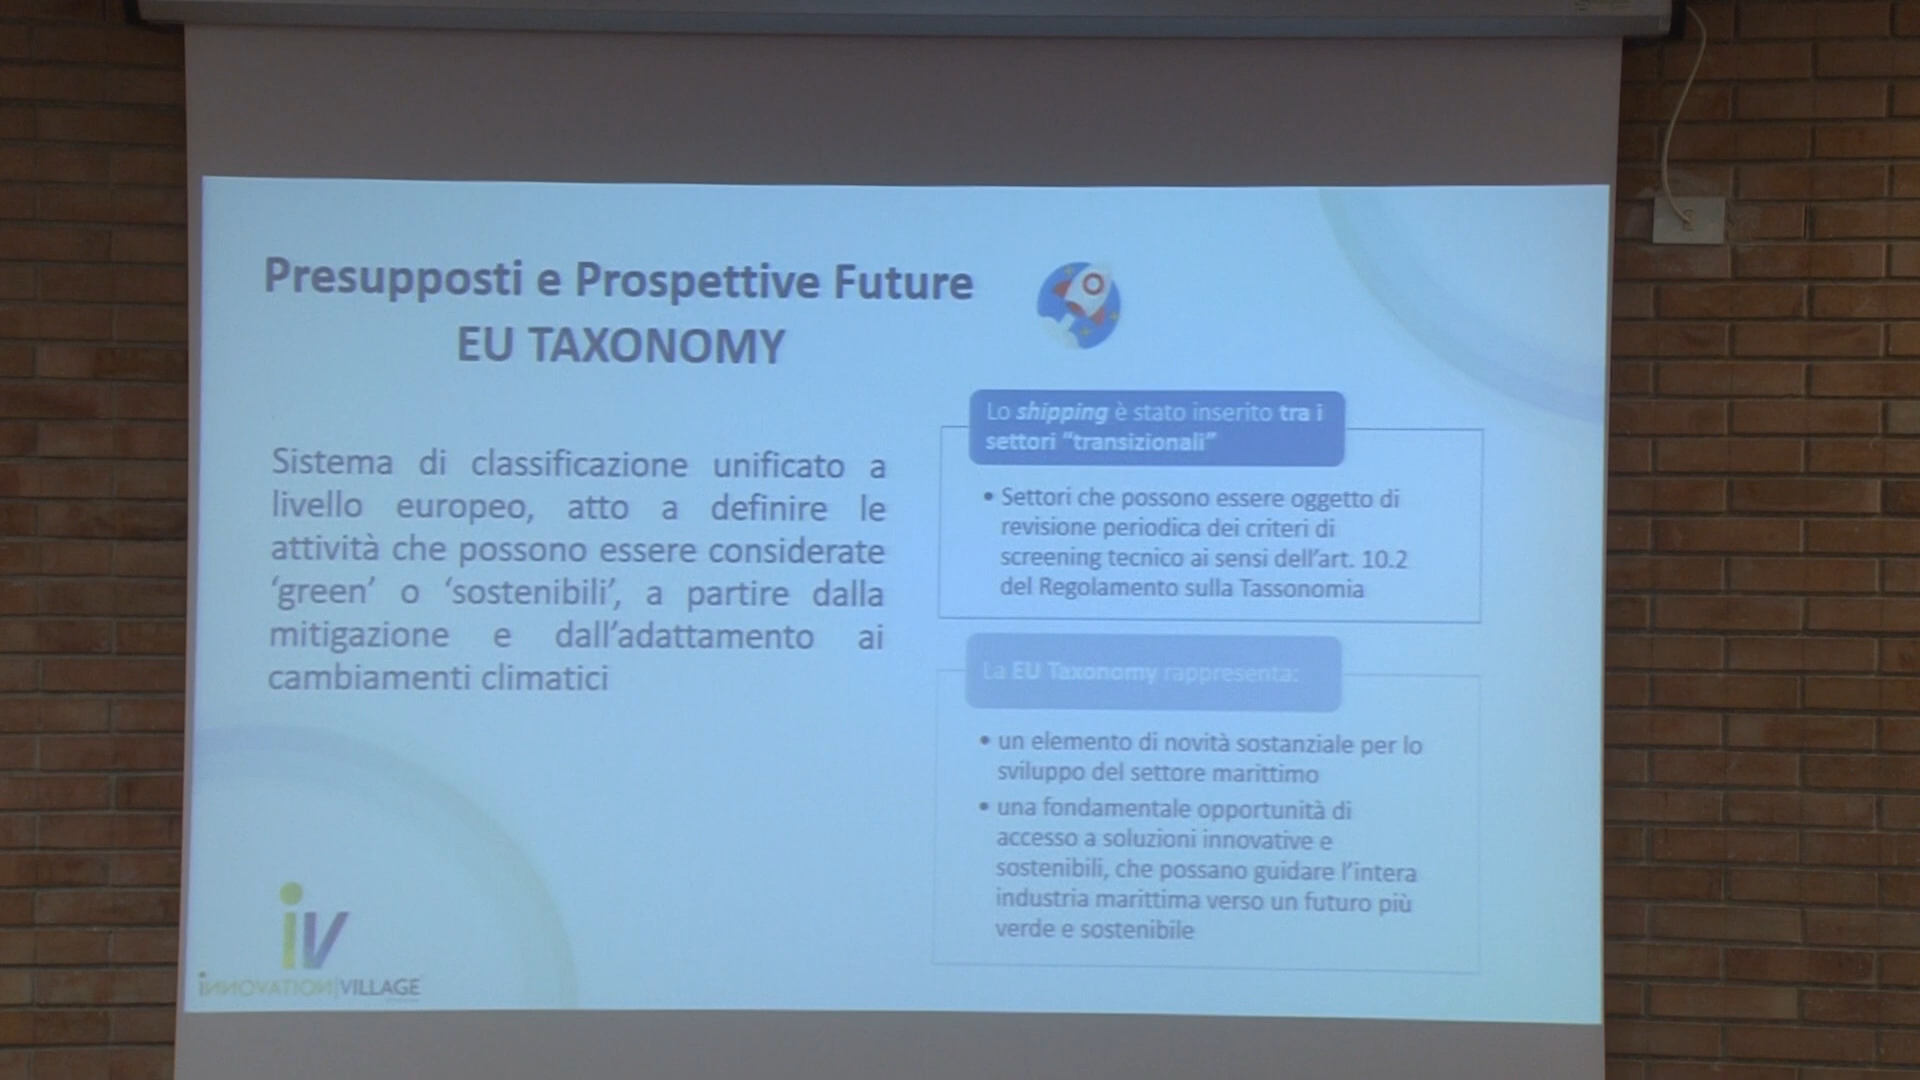 Presupposti e Prospettive Future
EU TAXONOMY
Sistema di classificazione unificato a
livello europeo, atto a definire le
attività che possono essere considerate
‘green’ o ‘sostenibili’, a partire dalla
mitigazione e dall’adattamento ai
cambiamenti climatici
Lo shipping è stato inserito tra i
settori “transizionali”
• Settori che possono essere oggetto di
revisione periodica dei criteri di
screening tecnico ai sensi dell’art. 10.2
del Regolamento sulla Tassonomia
La EU Taxonomy rappresenta:
• un elemento di novità sostanziale per lo
sviluppo del settore marittimo
• una fondamentale opportunità di
accesso a soluzioni innovative e
sostenibili, che possano guidare l’intera
industria marittima verso un futuro più
verde e sostenibile
iv
INNOVATION|VILLAGE